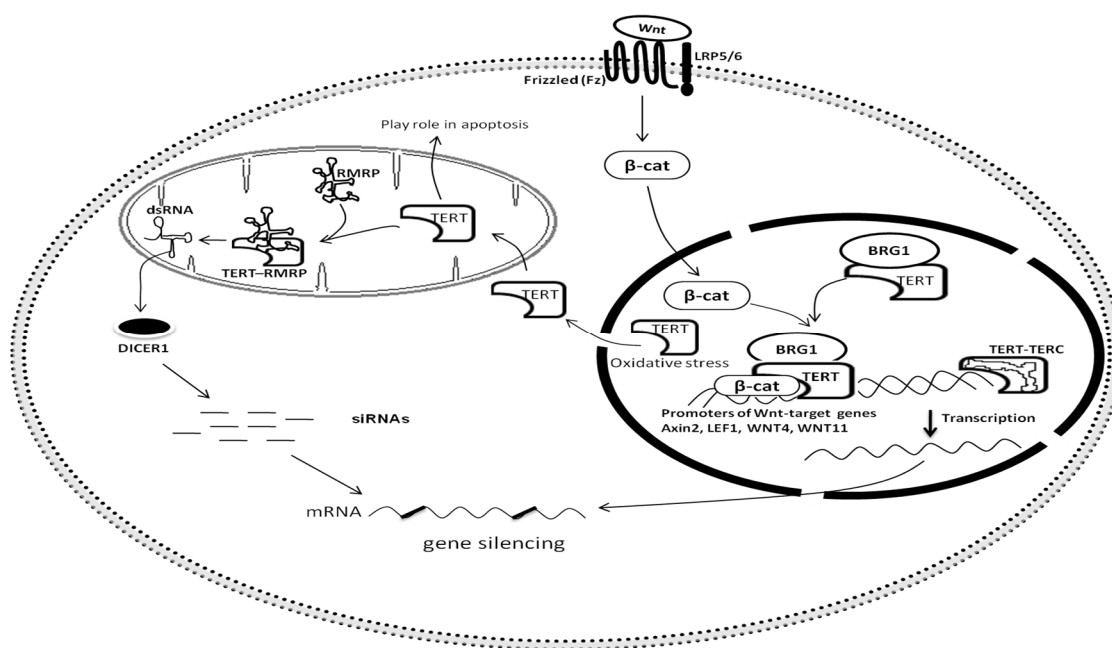 Wnt
LRP5/6
Frizzled (Fz)
Play role in apoptosis
β-cat
RMRP
dsRNA
TERT
TERT–RMRP
TERT
BRG1
TERT
β-cat
TERT
Oxidative stress
DICER1
BRG1
TERT
β-cat
TERT-TERC
Promoters of Wnt-target genes
Axin2, LEF1, WNT4, WNT11
Transcription
siRNAs
mRNA
gene silencing